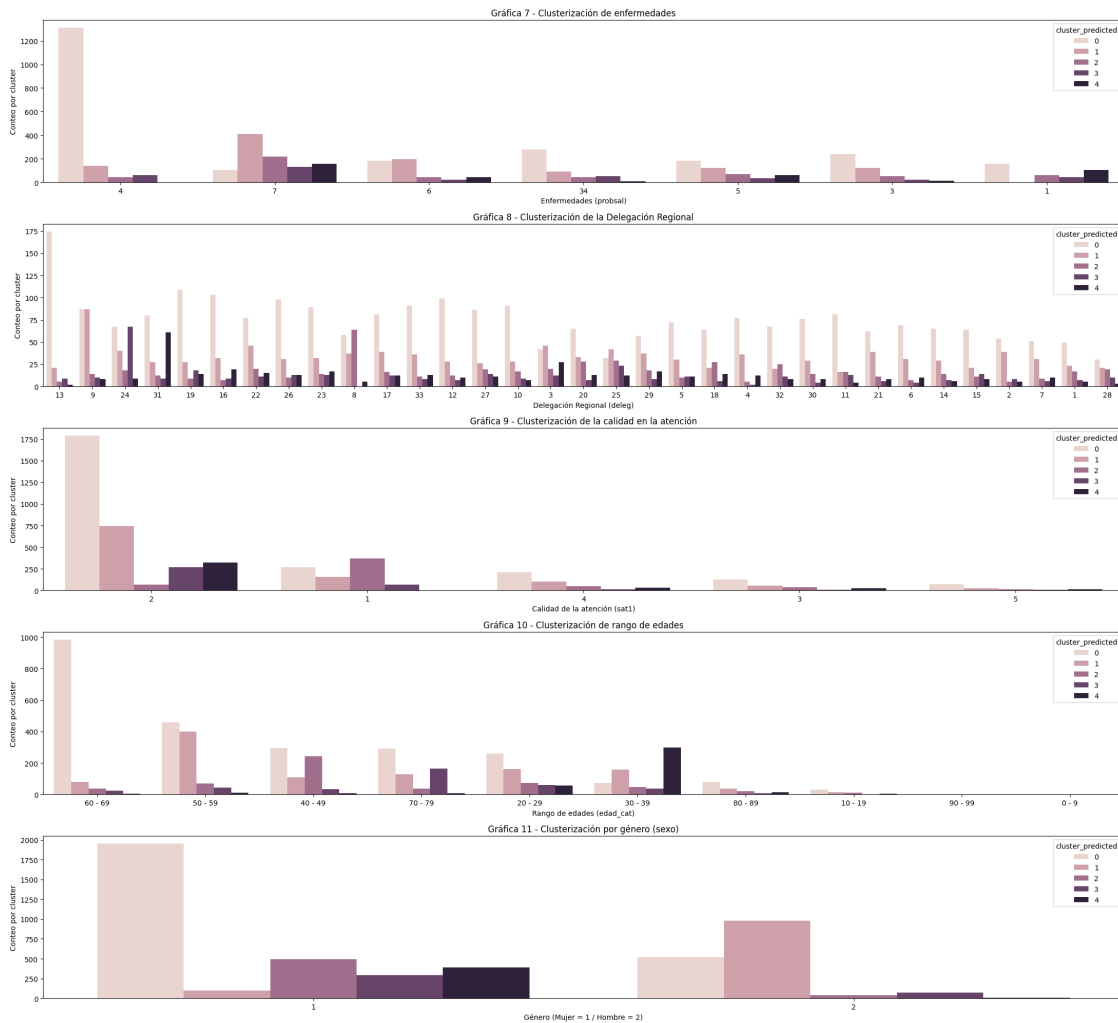 Gráfica 7 - Clusterización de enfermedades
cluster_predicted
0
1
2
3
4
Conteo por cluster
1200
1000
800
600
400
200
0
4 7 6 34 5 3 1
Enfermedades (probsal)
Gráfica 8 - Clusterización de la Delegación Regional
cluster_predicted
0
1
2
3
4
Conteo por cluster
175
150
125
100
75
50
25
0
13 9 24 31 19 16 22 26 23 8 17 33 12 27 10 3 20 25 29 5 18 4 32 30 11 21 6 14 15 2 7 1 28
Delegación Regional (deleg)
Gráfica 9 - Clusterización de la calidad en la atención
cluster_predicted
0
1
2
3
4
Conteo por cluster
1750
1500
1250
1000
750
500
250
0
2 1 4 3 5
Calidad de la atención (sat1)
Gráfica 10 - Clusterización de rango de edades
cluster_predicted
0
1
2
3
4
Conteo por cluster
1000
800
600
400
200
0
60 - 69 50 - 59 40 - 49 70 - 79 20 - 29 30 - 39 80 - 89 10 - 19 90 - 99 0 - 9
Rango de edades (edad_cat)
Gráfica 11 - Clusterización por género (sexo)
cluster_predicted
0
1
2
3
4
Conteo por cluster
2000
1750
1500
1250
1000
750
500
250
0
1 2
Género (Mujer = 1 / Hombre = 2)